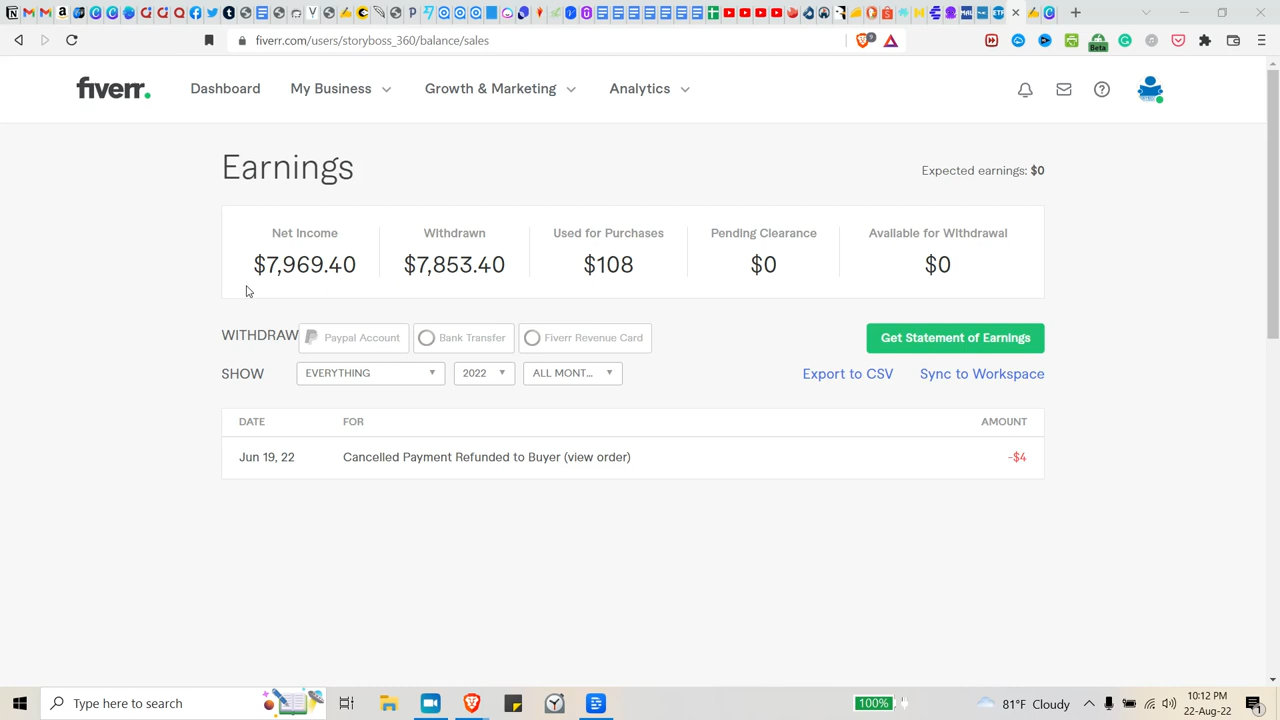 fiverr.com/users/storyboss_360/balance/sales
9
Beta
fiverr.
Dashboard
My Business
Growth & Marketing
Analytics
Earnings
Expected earnings: $0
Net Income
Withdrawn
Used for Purchases
Pending Clearance
Available for Withdrawal
$7,969.40
$7,853.40
$108
$0
$0
WITHDRAW
Paypal Account
Bank Transfer
Fiverr Revenue Card
Get Statement of Earnings
SHOW
EVERYTHING
2022
ALL MONT...
Export to CSV
Sync to Workspace
DATE
FOR
AMOUNT
Jun 19, 22
Cancelled Payment Refunded to Buyer (view order)
-$4
Type here to search
100%
81°F Cloudy
10:12 PM
22-Aug-22
1